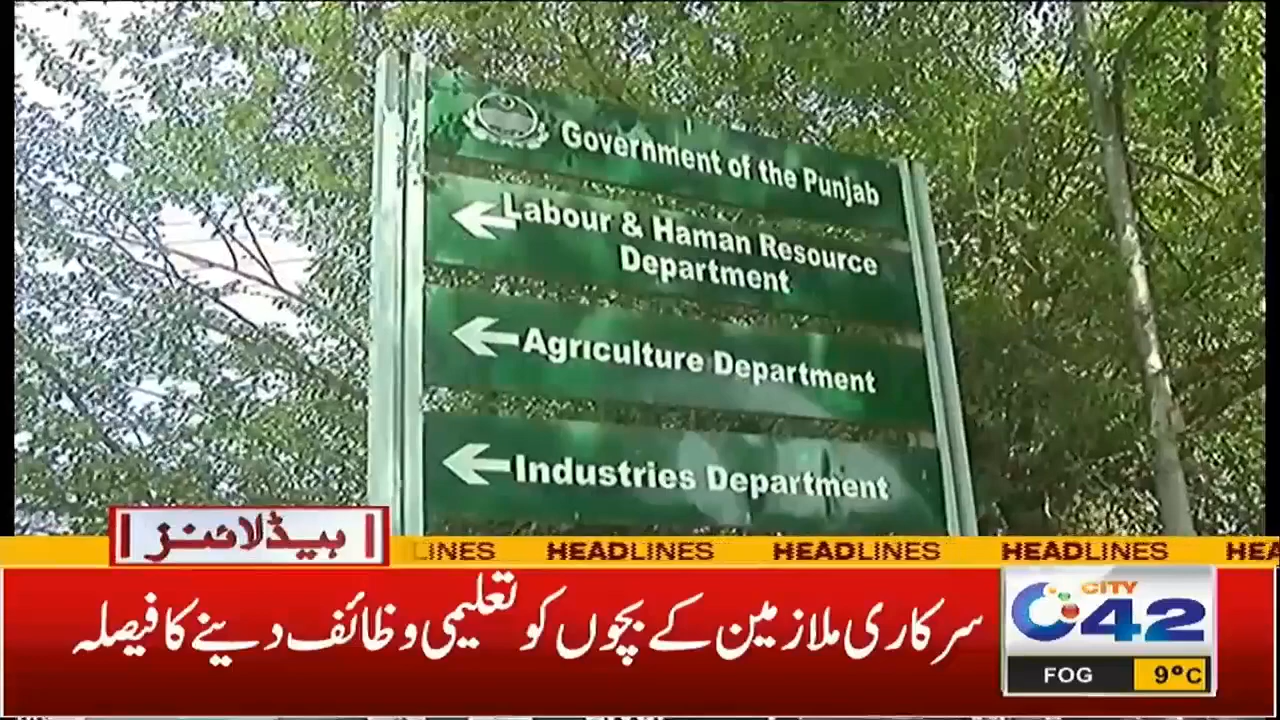 Government of the Punjab
Labour & Haman Resource
Department
Agriculture Department
Industries Department
ہیڈلائنز
LINES HEADLINES HEADLINES HEADLINES HEA
سرکاری ملازمین کے بچوں کو تعلیمی وظائف دینے کا فیصلہ
CITY
42
FOG 9°C